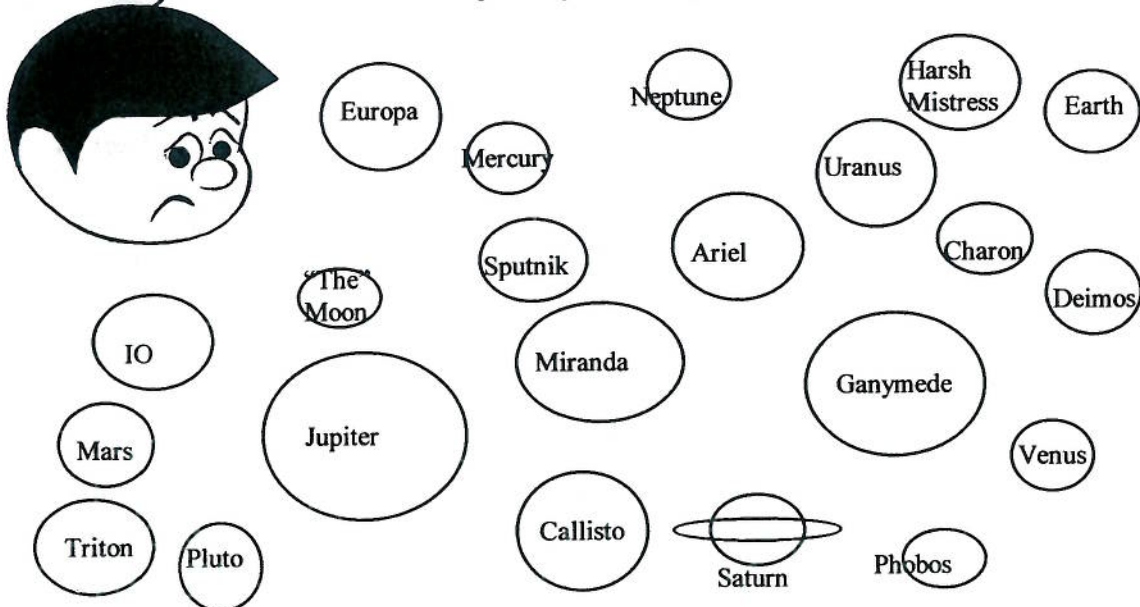 Europa
Neptune
Harsh
Mistress
Earth
Mercury
Uranus
Sputnik
Ariel
Charon
"The"
Moon
Deimos
IO
Miranda
Ganymede
Mars
Jupiter
Venus
Triton
Pluto
Callisto
Saturn
Phobos